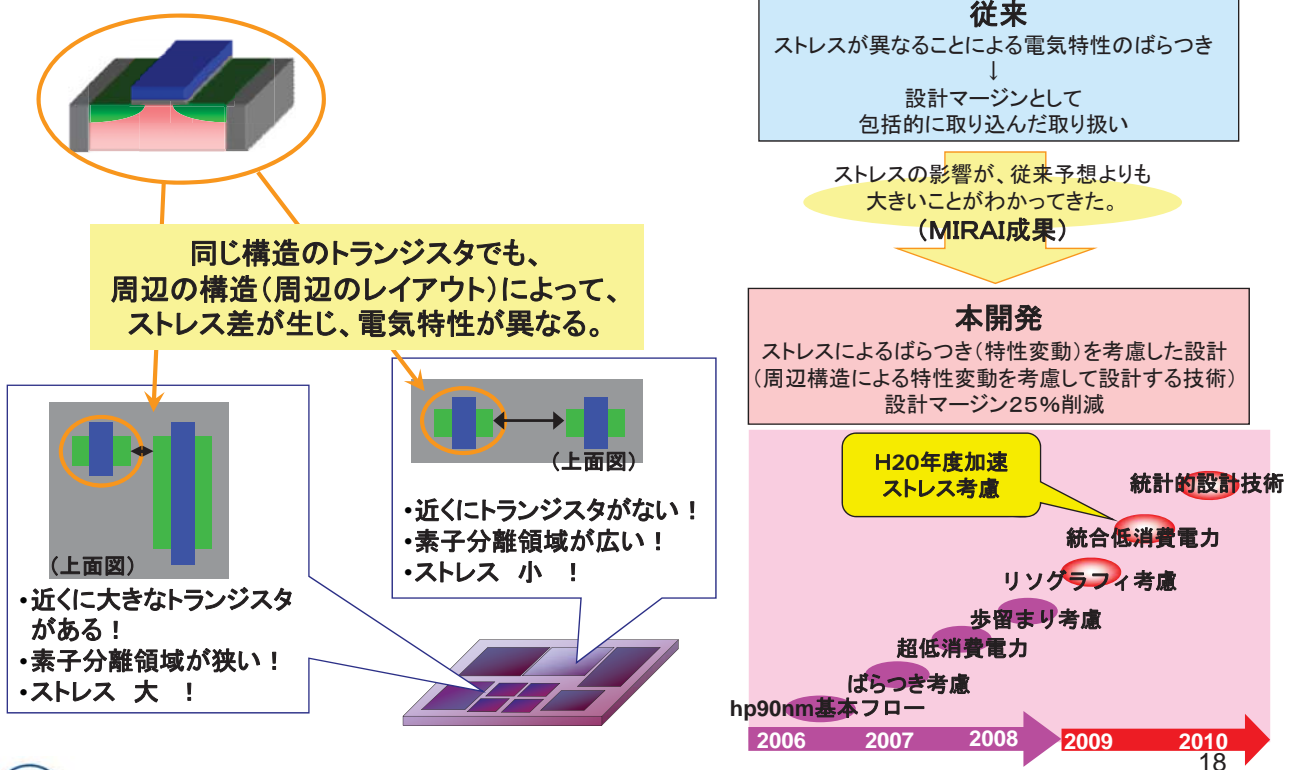 同じ構造のトランジスタでも、
周辺の構造（周辺のレイアウト）によって、
ストレス差が生じ、電気特性が異なる。
（上面図）
・近くに大きなトランジスタ
がある！
・素子分離領域が狭い！
・ストレス　大　！
（上面図）
・近くにトランジスタがない！
・素子分離領域が広い！
・ストレス　小　！
従来
ストレスが異なることによる電気特性のばらつき
↓
設計マージンとして
包括的に取り込んだ取り扱い
ストレスの影響が、従来予想よりも
大きいことがわかってきた。
（MIRAI成果）
本開発
ストレスによるばらつき（特性変動）を考慮した設計
（周辺構造による特性変動を考慮して設計する技術）
設計マージン２５％削減
H20年度加速
ストレス考慮
統計的設計技術
統合低消費電力
リソグラフィ考慮
歩留まり考慮
超低消費電力
ばらつき考慮
hp90nm基本フロー
2006 2007 2008 2009 2010
18